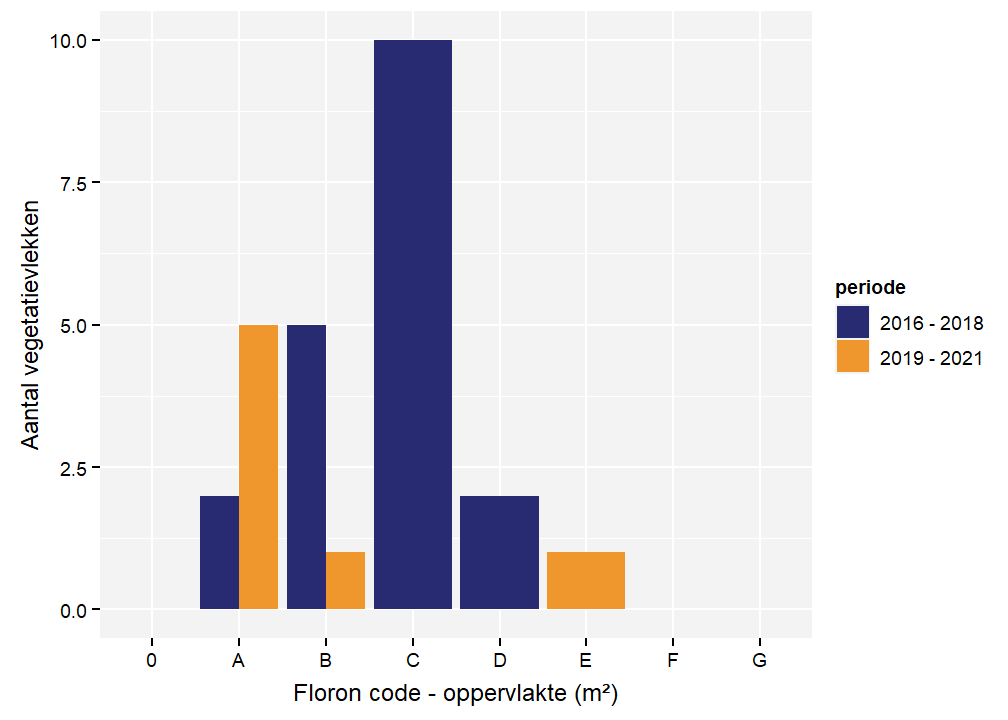 10.0
7.5
5.0
2.5
0.0
Aantal vegetatievlekken
0 A B C D E F G
Floron code - oppervlakte (m²)
periode
2016 - 2018
2019 - 2021